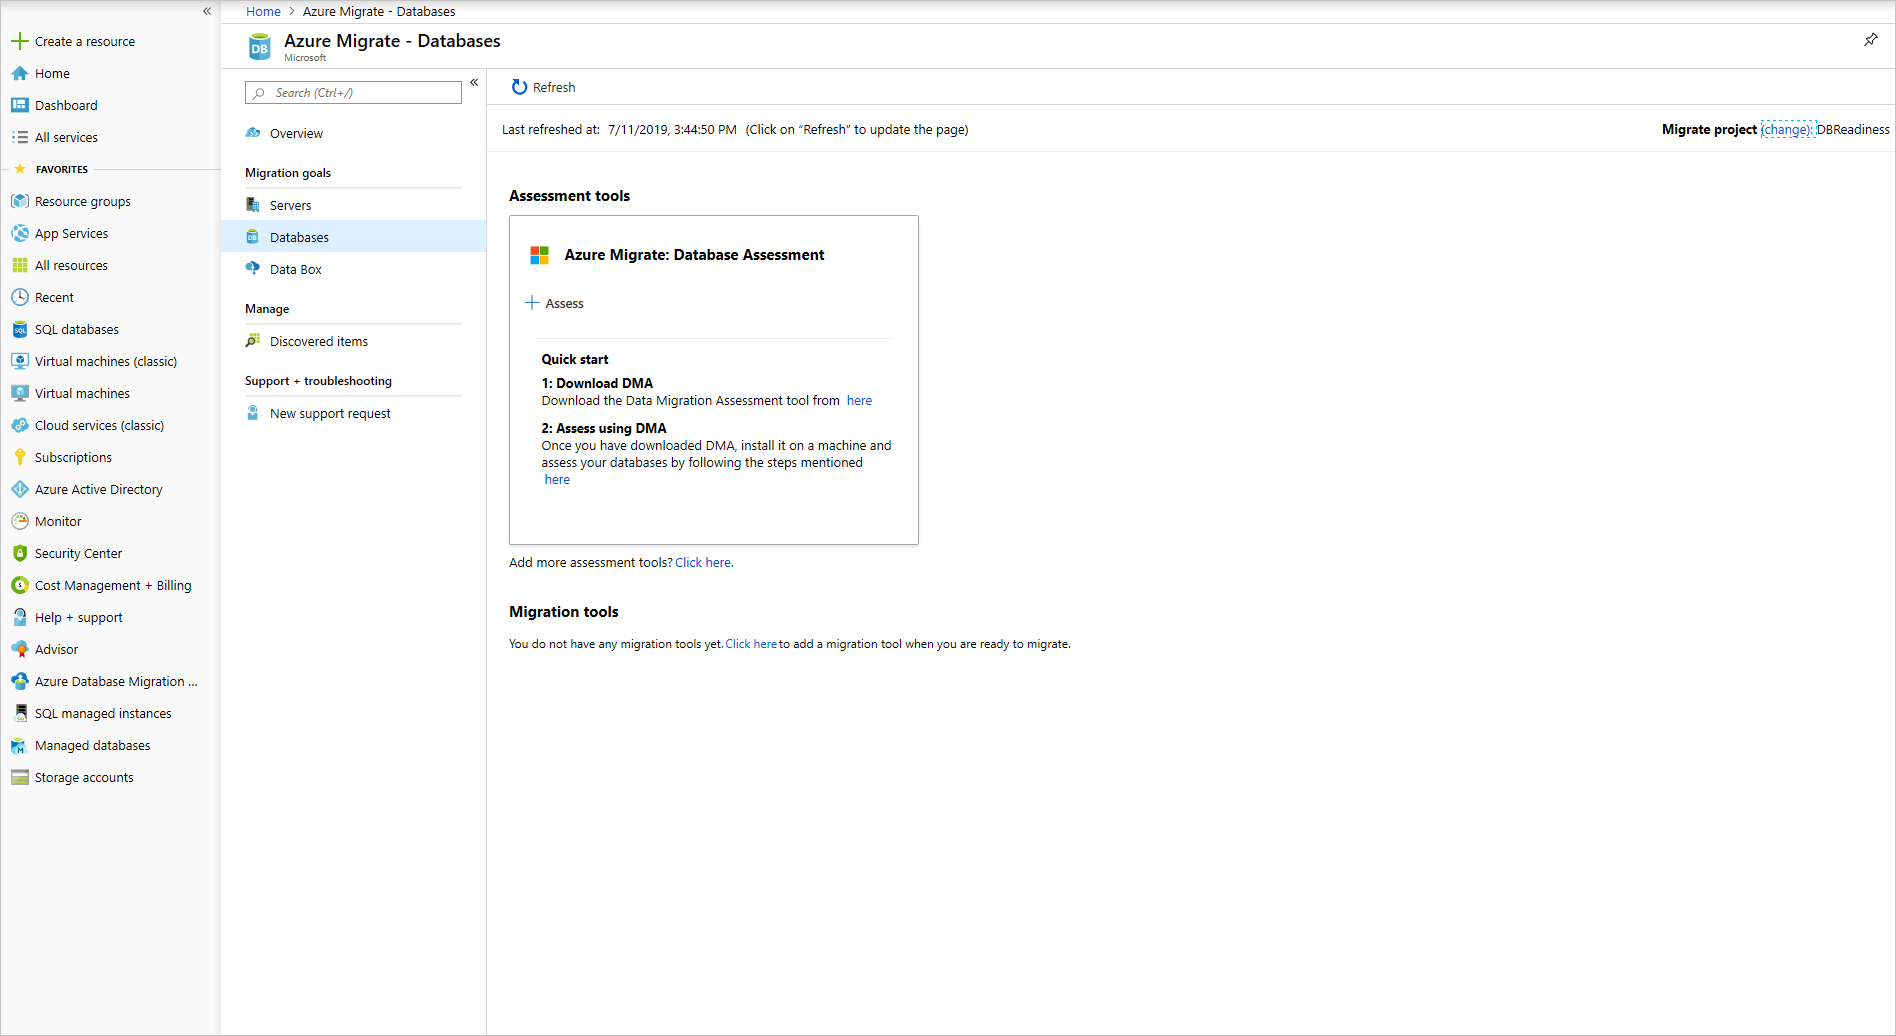 «
Create a resource
Home
Dashboard
All services
FAVORITES
Resource groups
App Services
All resources
Recent
SQL databases
Virtual machines (classic)
Virtual machines
Cloud services (classic)
Subscriptions
Azure Active Directory
Monitor
Security Center
Cost Management + Billing
Help + support
Advisor
Azure Database Migration ...
SQL managed instances
Managed databases
Storage accounts
Home > Azure Migrate - Databases
Azure Migrate - Databases
Microsoft
Search (Ctrl+/)
«
Overview
Migration goals
Servers
Databases
Data Box
Manage
Discovered items
Support + troubleshooting
New support request
Refresh
Last refreshed at: 7/11/2019, 3:44:50 PM (Click on “Refresh” to update the page)
Migrate project (change): DBReadiness
Assessment tools
Azure Migrate: Database Assessment
Assess
Quick start
1: Download DMA
Download the Data Migration Assessment tool from here
2: Assess using DMA
Once you have downloaded DMA, install it on a machine and
assess your databases by following the steps mentioned
here
Add more assessment tools? Click here.
Migration tools
You do not have any migration tools yet. Click here to add a migration tool when you are ready to migrate.